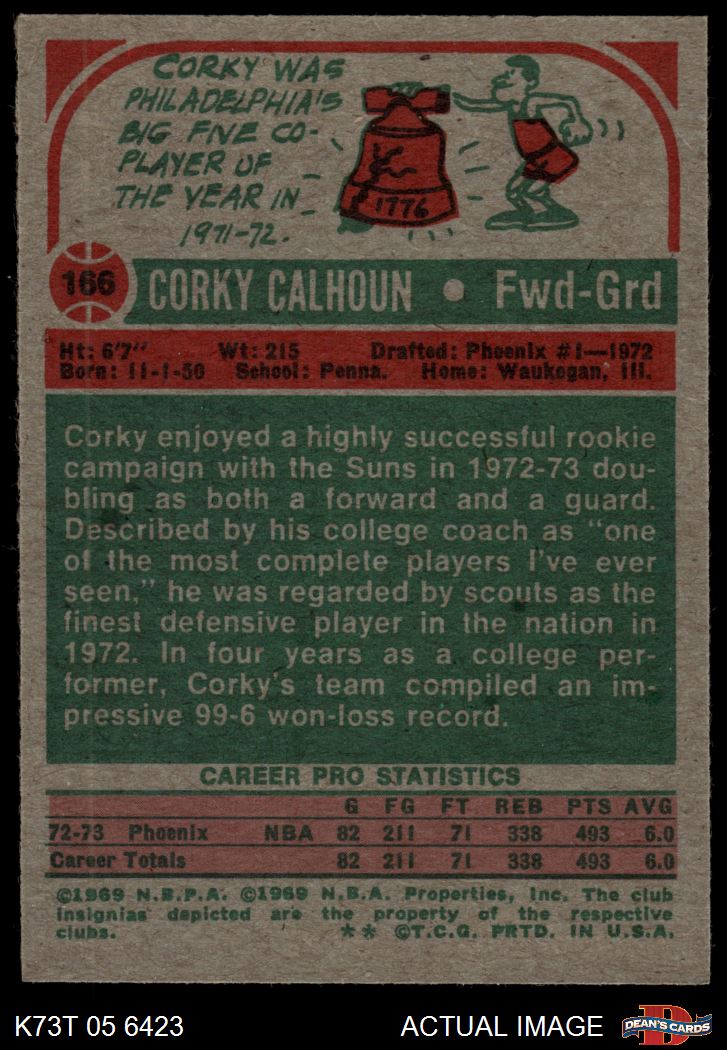 CORKY WAS
PHILADELPHIA'S
BIG FIVE CO-
PLAYER OF
THE YEAR IN
1971-72.
1776
166 CORKY CALHOUN • Fwd-Grd
Ht: 6'7" Wt: 215 Drafted: Phoenix #1—1972
Born: 11-1-50 School: Penna. Home: Waukegan, Ill.
Corky enjoyed a highly successful rookie
campaign with the Suns in 1972-73 dou-
bling as both a forward and a guard.
Described by his college coach as "one
of the most complete players I've ever
seen," he was regarded by scouts as the
finest defensive player in the nation in
1972. In four years as a college per-
former, Corky's team compiled an im-
pressive 99-6 won-loss record.
CAREER PRO STATISTICS
G FG FT REB PTS AVG
72-73 Phoenix NBA 82 211 71 338 493 6.0
Career Totals 82 211 71 338 493 6.0
©1969 N.B.P.A. ©1969 N.B.A. Properties, Inc. The club
insignias depicted are the property of the respective
clubs. ** ©T.C.G. PRTD. IN U.S.A.
K73T 05 6423 ACTUAL IMAGE D DEAN'S CARDS